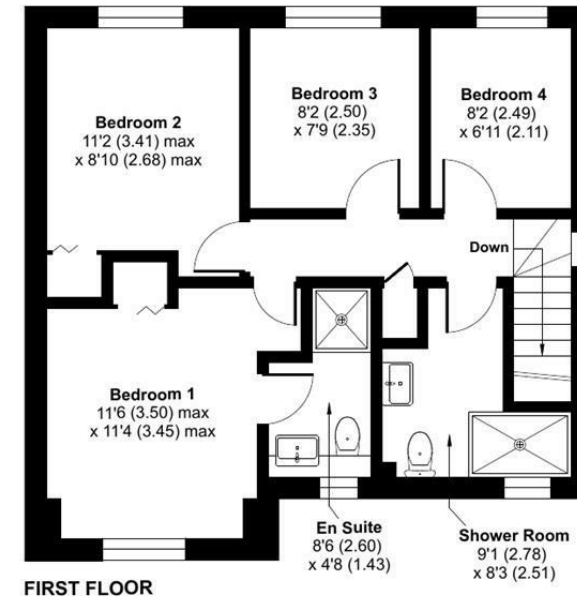 Bedroom 2
11'2 (3.41) max
x 8'10 (2.68) max
Bedroom 3
8'2 (2.50)
x 7'9 (2.35)
Bedroom 4
8'2 (2.49)
x 6'11 (2.11)
Down
Bedroom 1
11'6 (3.50) max
x 11'4 (3.45) max
En Suite
8'6 (2.60)
x 4'8 (1.43)
Shower Room
9'1 (2.78)
x 8'3 (2.51)
FIRST FLOOR